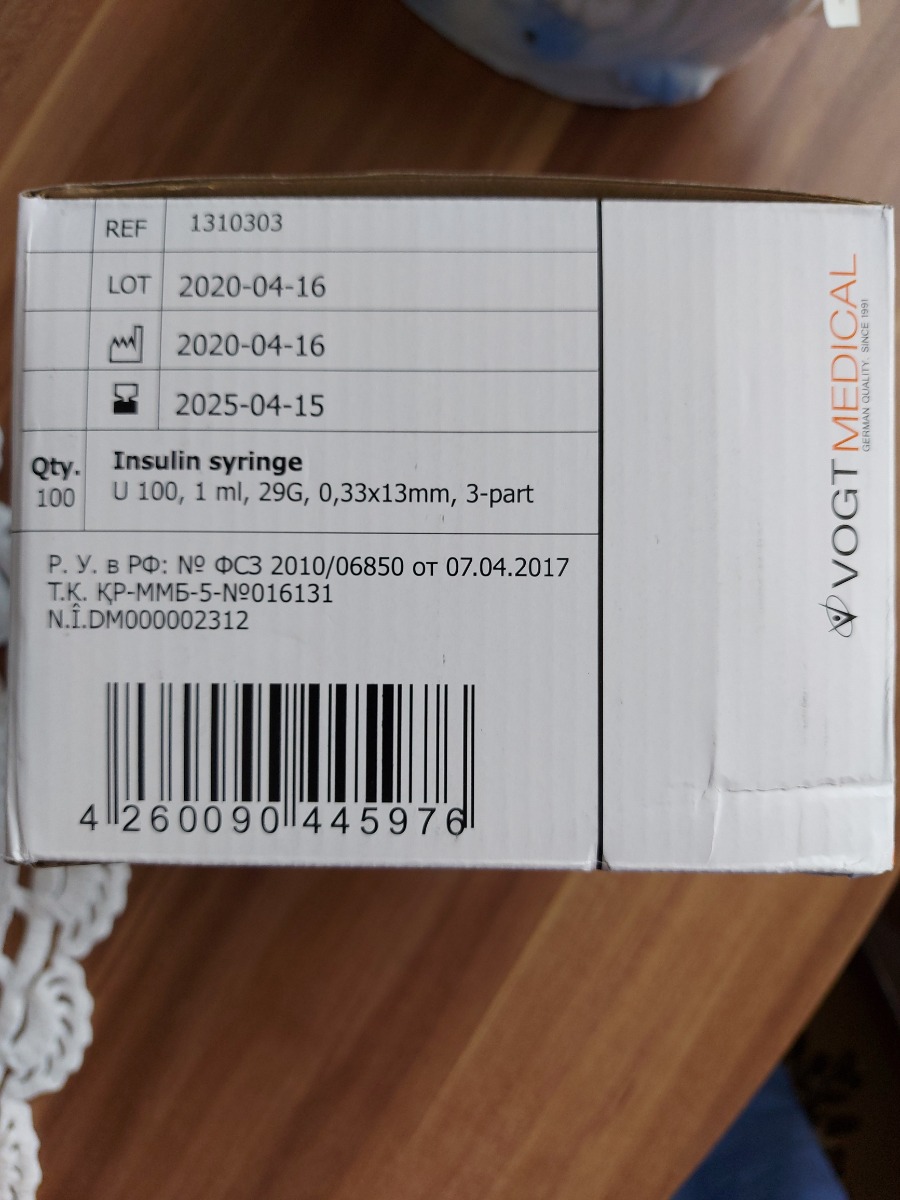 REF 1310303
LOT 2020-04-16
2020-04-16
2025-04-15
Qty. 100
Insulin syringe
U 100, 1 ml, 29G, 0,33x13mm, 3-part
Р. У. в РФ: № ФСЗ 2010/06850 от 07.04.2017
Т.Қ. ҚР-ММБ-5-№016131
N.Î.DM000002312
4 260090 445976
VOGT MEDICAL
GERMAN QUALITY. SINCE 1991